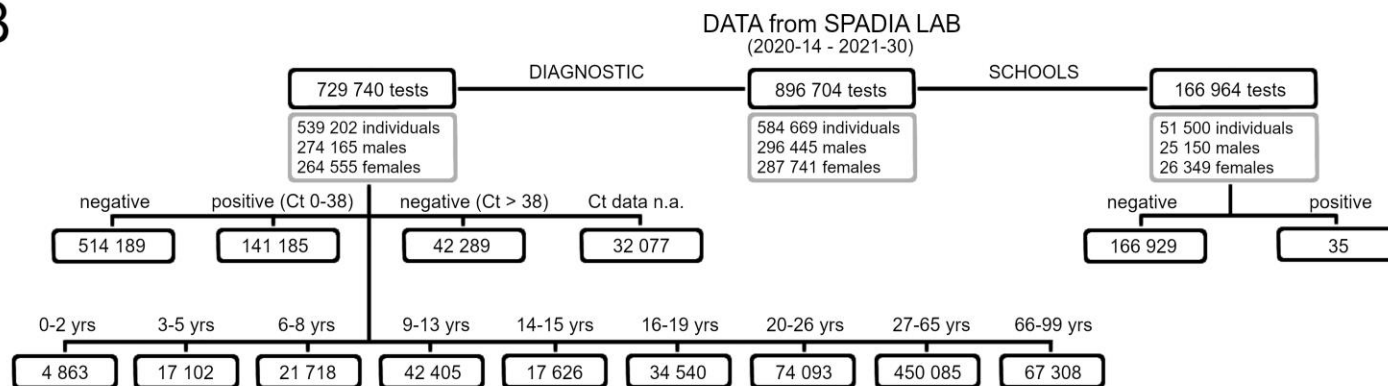 B
DATA from SPADIA LAB
(2020-14 - 2021-30)
DIAGNOSTIC
SCHOOLS
729 740 tests
896 704 tests
166 964 tests
539 202 individuals
274 165 males
264 555 females
584 669 individuals
296 445 males
287 741 females
51 500 individuals
25 150 males
26 349 females
negative
positive (Ct 0-38)
negative (Ct > 38)
Ct data n.a.
negative
positive
514 189
141 185
42 289
32 077
166 929
35
0-2 yrs
3-5 yrs
6-8 yrs
9-13 yrs
14-15 yrs
16-19 yrs
20-26 yrs
27-65 yrs
66-99 yrs
4 863
17 102
21 718
42 405
17 626
34 540
74 093
450 085
67 308